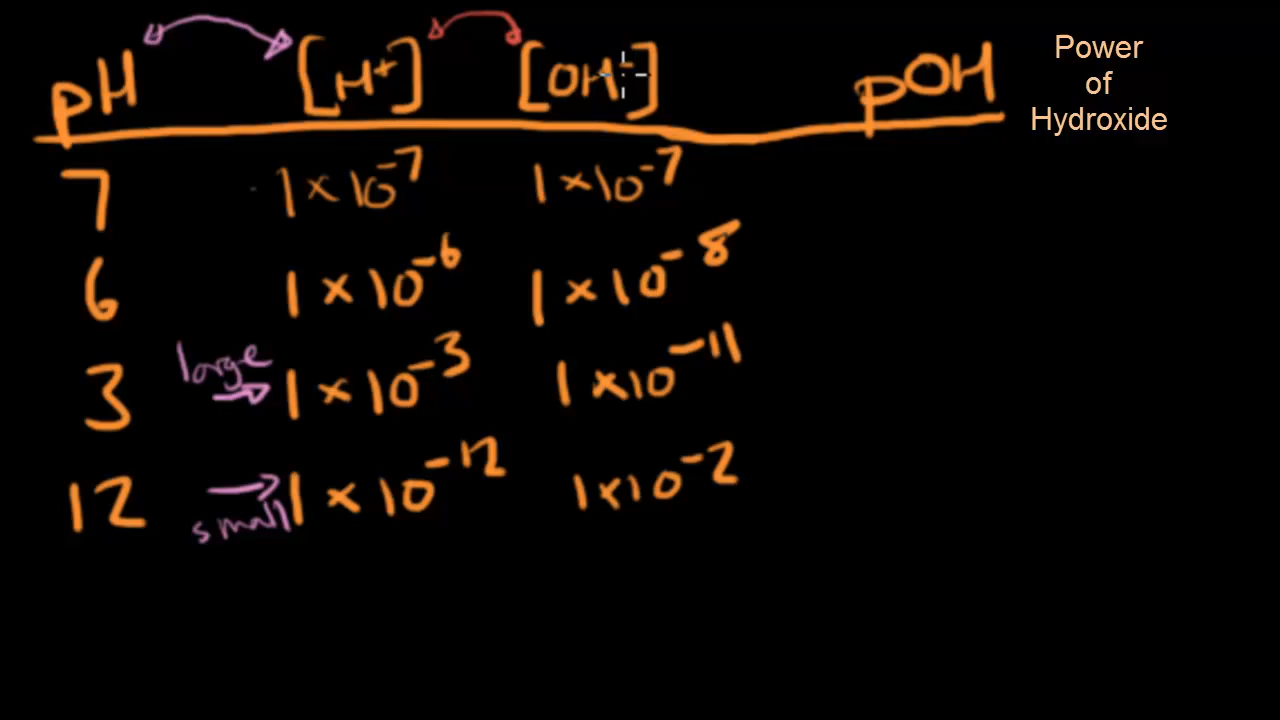 pH [H⁺] [OH⁻] pOH
Power
of
Hydroxide
7 1 × 10⁻⁷ 1 × 10⁻⁷
6 1 × 10⁻⁶ 1 × 10⁻⁸
3 large 1 × 10⁻³ 1 × 10⁻¹¹
12 small 1 × 10⁻¹² 1 × 10⁻²